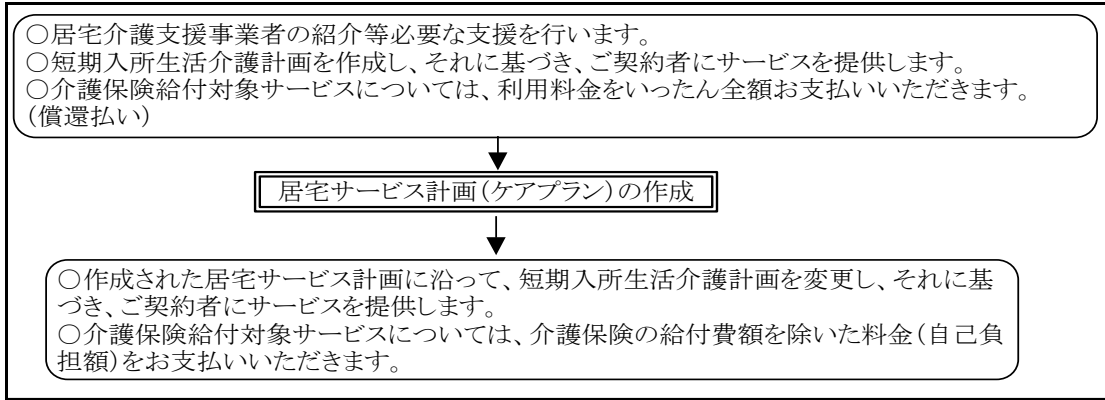 ○居宅介護支援事業者の紹介等必要な支援を行います。
○短期入所生活介護計画を作成し、それに基づき、ご契約者にサービスを提供します。
○介護保険給付対象サービスについては、利用料金をいったん全額お支払いいただきます。
(償還払い)
居宅サービス計画(ケアプラン)の作成
○作成された居宅サービス計画に沿って、短期入所生活介護計画を変更し、それに基
づき、ご契約者にサービスを提供します。
○介護保険給付対象サービスについては、介護保険の給付費額を除いた料金(自己負
担額)をお支払いいただきます。